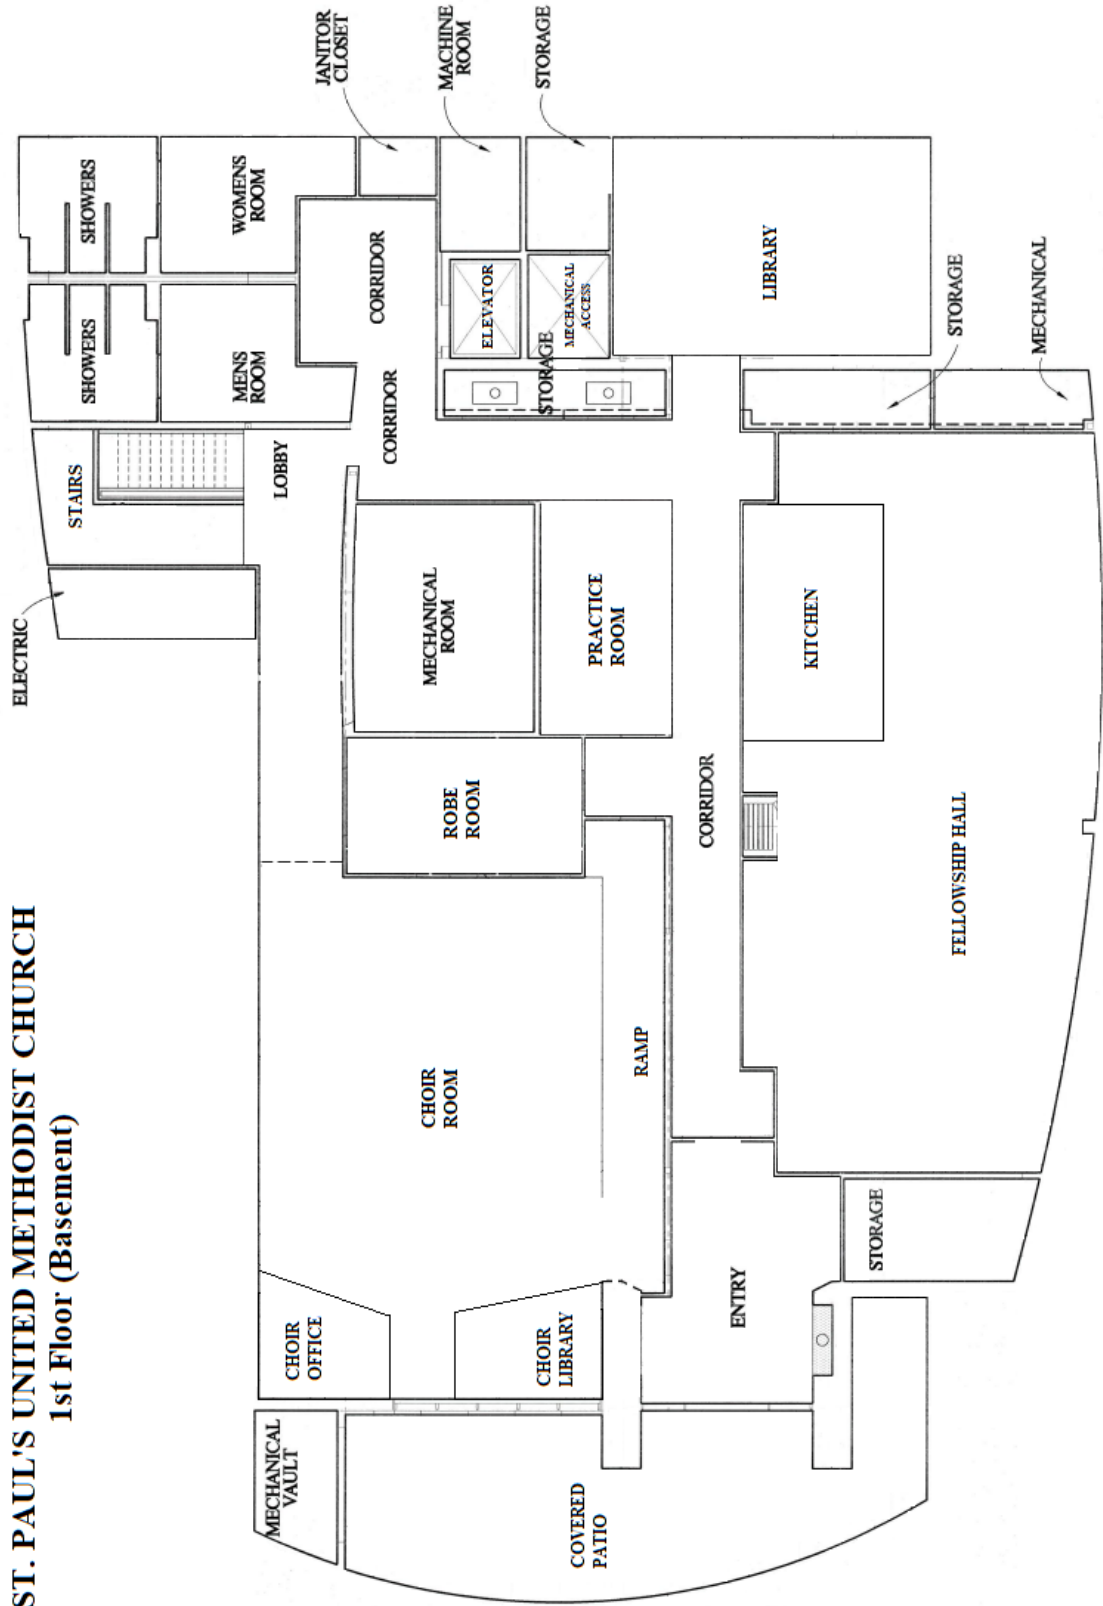 ST. PAUL'S UNITED METHODIST CHURCH
1st Floor (Basement)
ELECTRIC
STAIRS
SHOWERS
SHOWERS
MENS
ROOM
WOMENS
ROOM
MECHANICAL
VAULT
CHOIR
OFFICE
LOBBY
JANITOR
CLOSET
CORRIDOR
CORRIDOR
CHOIR
ROOM
ROBE
ROOM
MECHANICAL
ROOM
MACHINE
ROOM
ELEVATOR
STORAGE
STORAGE
MECHANICAL
ACCESS
CHOIR
LIBRARY
COVERED
PATIO
PRACTICE
ROOM
RAMP
CORRIDOR
ENTRY
LIBRARY
KITCHEN
STORAGE
FELLOWSHIP HALL
STORAGE
MECHANICAL